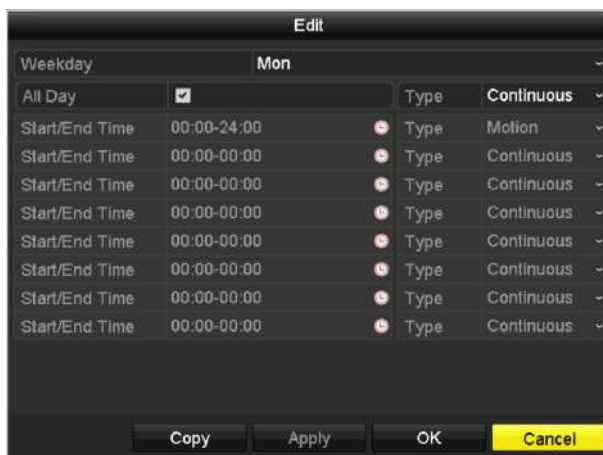 Edit
Weekday Mon
All Day Type Continuous
Start/End Time 00:00-24:00 Type Motion
Start/End Time 00:00-00:00 Type Continuous
Start/End Time 00:00-00:00 Type Continuous
Start/End Time 00:00-00:00 Type Continuous
Start/End Time 00:00-00:00 Type Continuous
Start/End Time 00:00-00:00 Type Continuous
Start/End Time 00:00-00:00 Type Continuous
Start/End Time 00:00-00:00 Type Continuous
Copy Apply OK Cancel